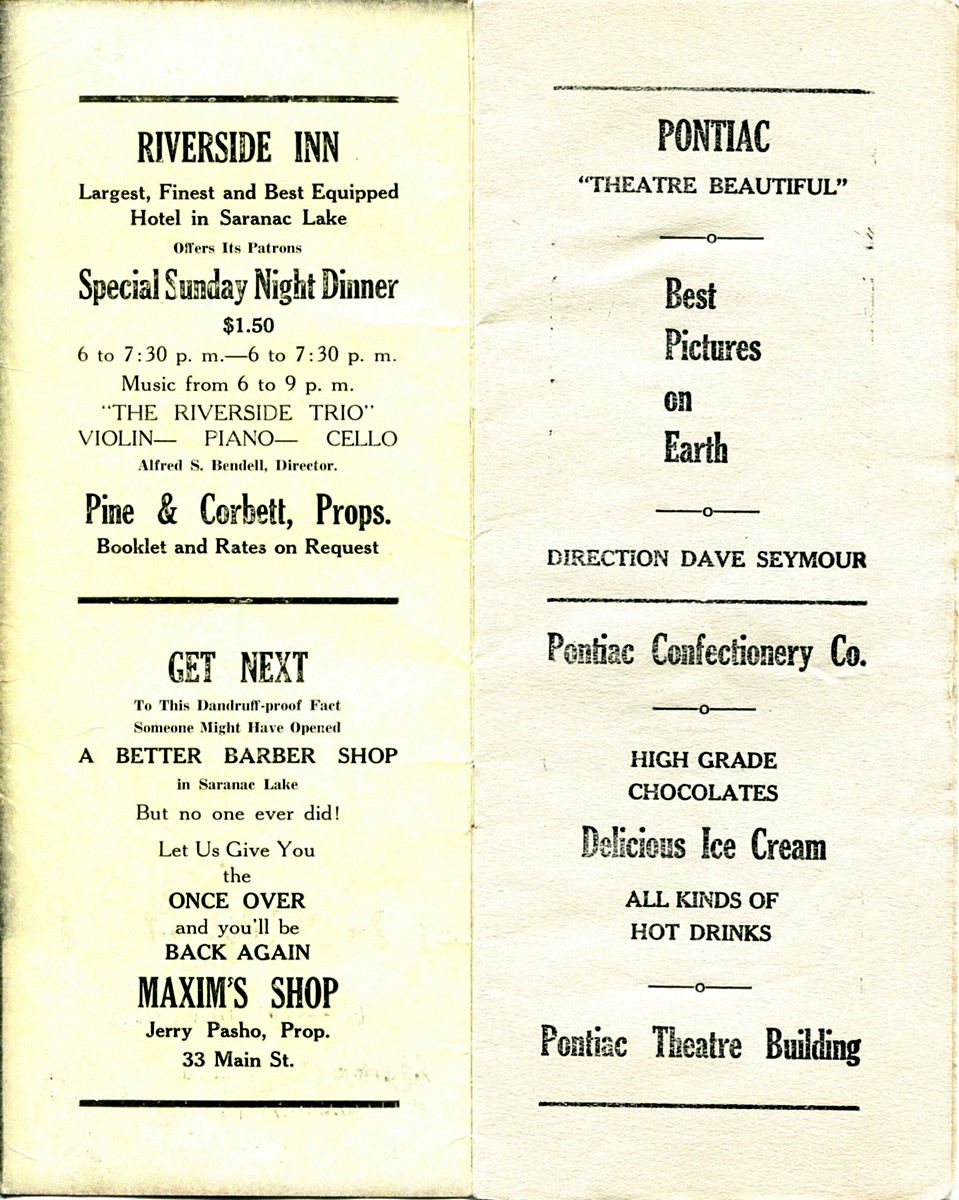 RIVERSIDE INN
Largest, Finest and Best Equipped
Hotel in Saranac Lake
Offers Its Patrons
Special Sunday Night Dinner
$1.50
6 to 7:30 p. m.—6 to 7:30 p. m.
Music from 6 to 9 p. m.
"THE RIVERSIDE TRIO"
VIOLIN— PIANO— CELLO
Alfred S. Bendell, Director.
Pine & Corbett, Props.
Booklet and Rates on Request
GET NEXT
To This Dandruff-proof Fact
Someone Might Have Opened
A BETTER BARBER SHOP
in Saranac Lake
But no one ever did!
Let Us Give You
the
ONCE OVER
and you'll be
BACK AGAIN
MAXIM'S SHOP
Jerry Pasho, Prop.
33 Main St.
PONTIAC
"THEATRE BEAUTIFUL"
Best
Pictures
on
Earth
DIRECTION DAVE SEYMOUR
Pontiac Confectionery Co.
HIGH GRADE
CHOCOLATES
Delicious Ice Cream
ALL KINDS OF
HOT DRINKS
Pontiac Theatre Building